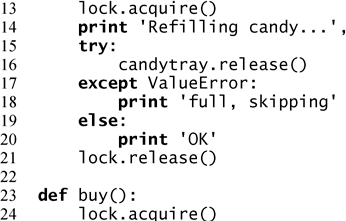 13 lock.acquire()
14 print 'Refilling candy...',
15 try:
16 candytray.release()
17 except ValueError:
18 print 'full, skipping'
19 else:
20 print 'OK'
21 lock.release()
22
23 def buy():
24 lock.acquire()